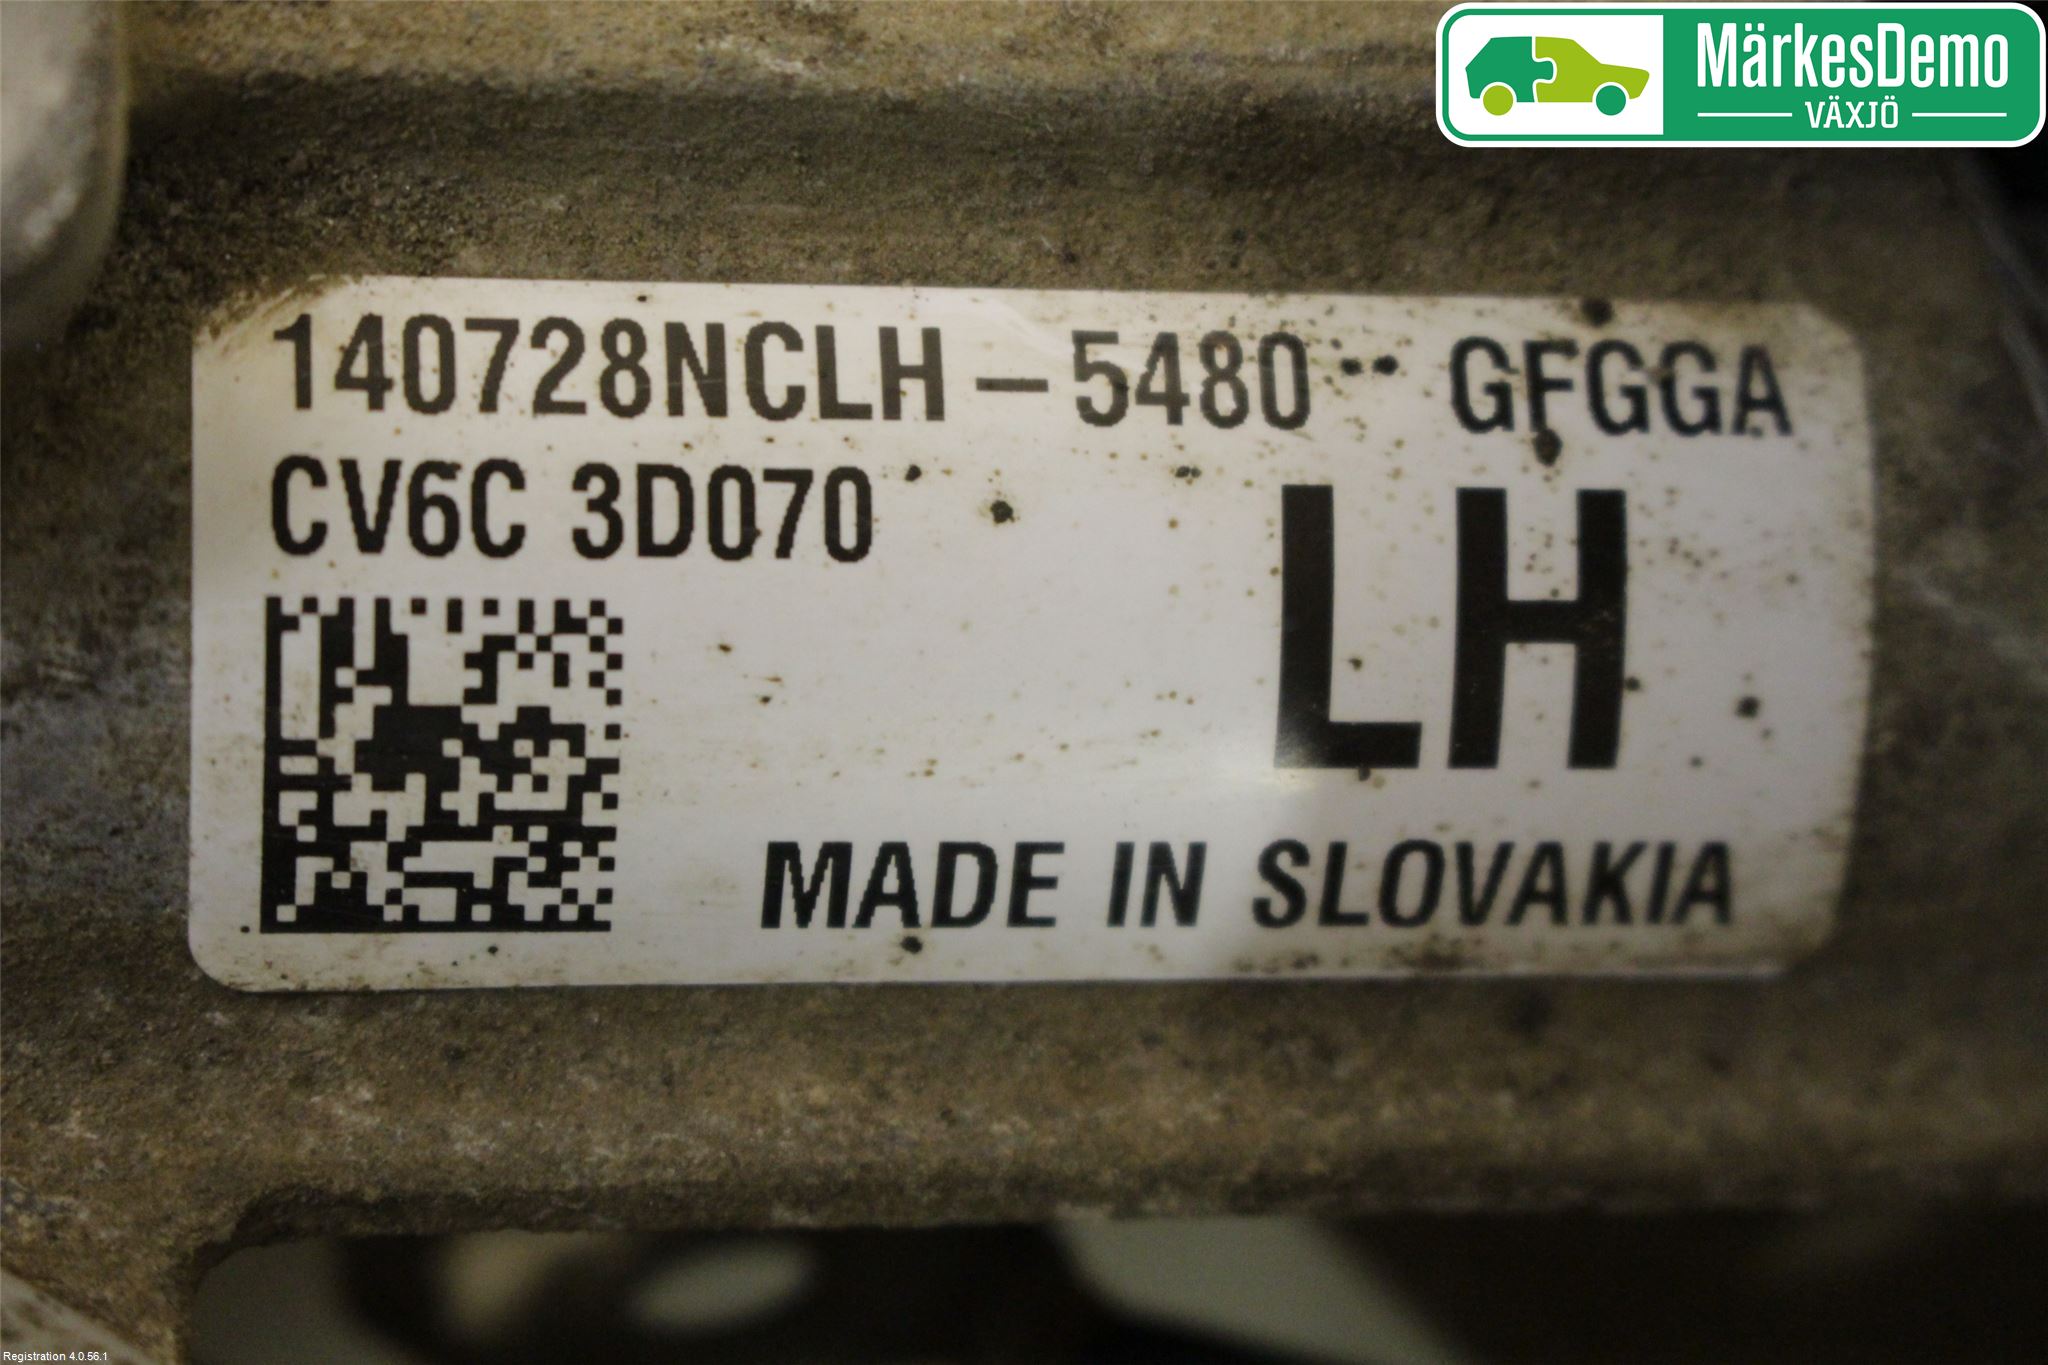 MärkesDemo
VÄXJÖ
140728NCLH-5480 GFGGA
CV6C 3D070
LH
MADE IN SLOVAKIA
Registration 4.0.56.1